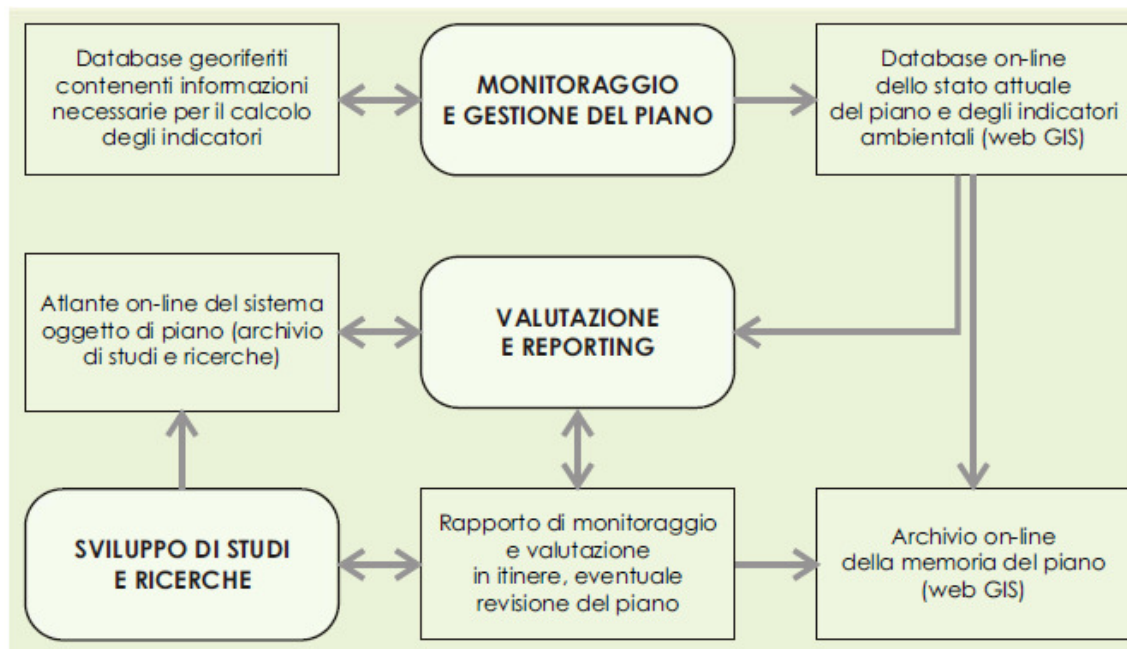 Database georiferiti
contenenti informazioni
necessarie per il calcolo
degli indicatori
MONITORAGGIO
E GESTIONE DEL PIANO
Database on-line
dello stato attuale
del piano e degli indicatori
ambientali (web GIS)
Atlante on-line del sistema
oggetto di piano (archivio
di studi e ricerche)
VALUTAZIONE
E REPORTING
SVILUPPO DI STUDI
E RICERCHE
Rapporto di monitoraggio
e valutazione
in itinere, eventuale
revisione del piano
Archivio on-line
della memoria del piano
(web GIS)